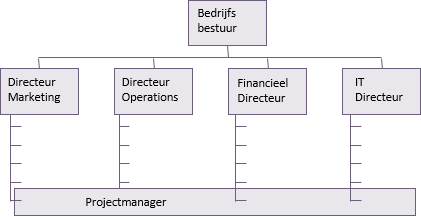 Bedrijfs
bestuur
Directeur
Marketing
Directeur
Operations
Financieel
Directeur
IT
Directeur
Projectmanager